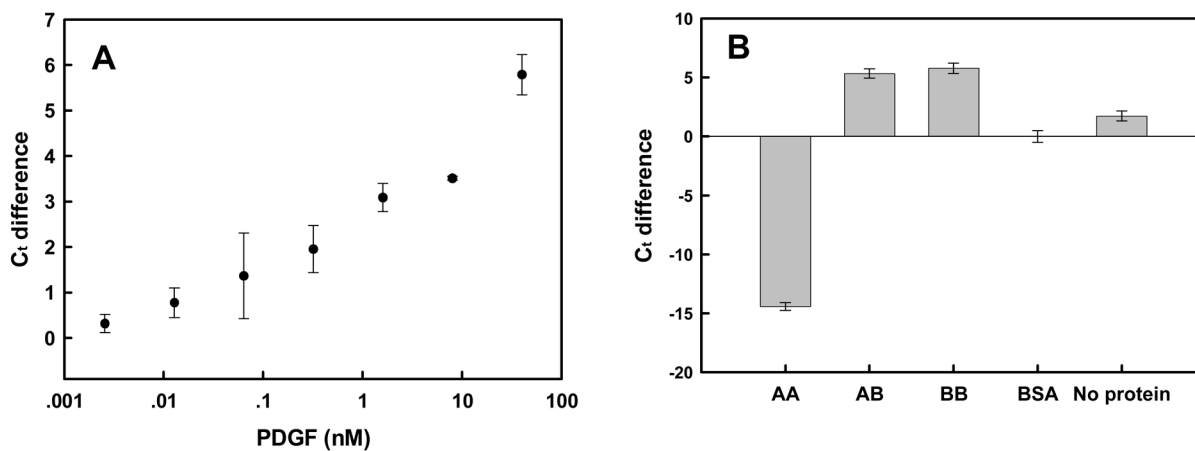 A
7
6
5
4
3
2
1
0
Ct difference
.001 .01 .1 1 10 100
PDGF (nM)
B
10
5
0
-5
-10
-15
-20
Ct difference
AA AB BB BSA No protein